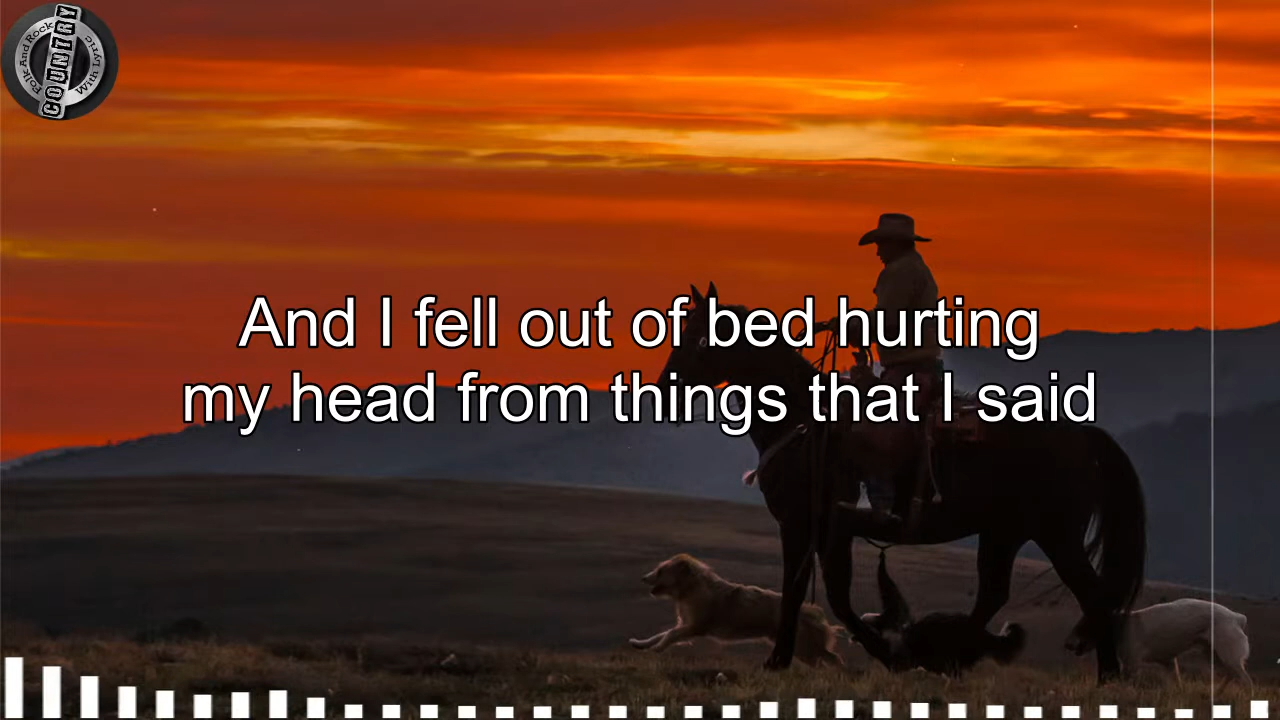 Folk And Rock
COUNTRY
With Lyric
And I fell out of bed hurting
my head from things that I said